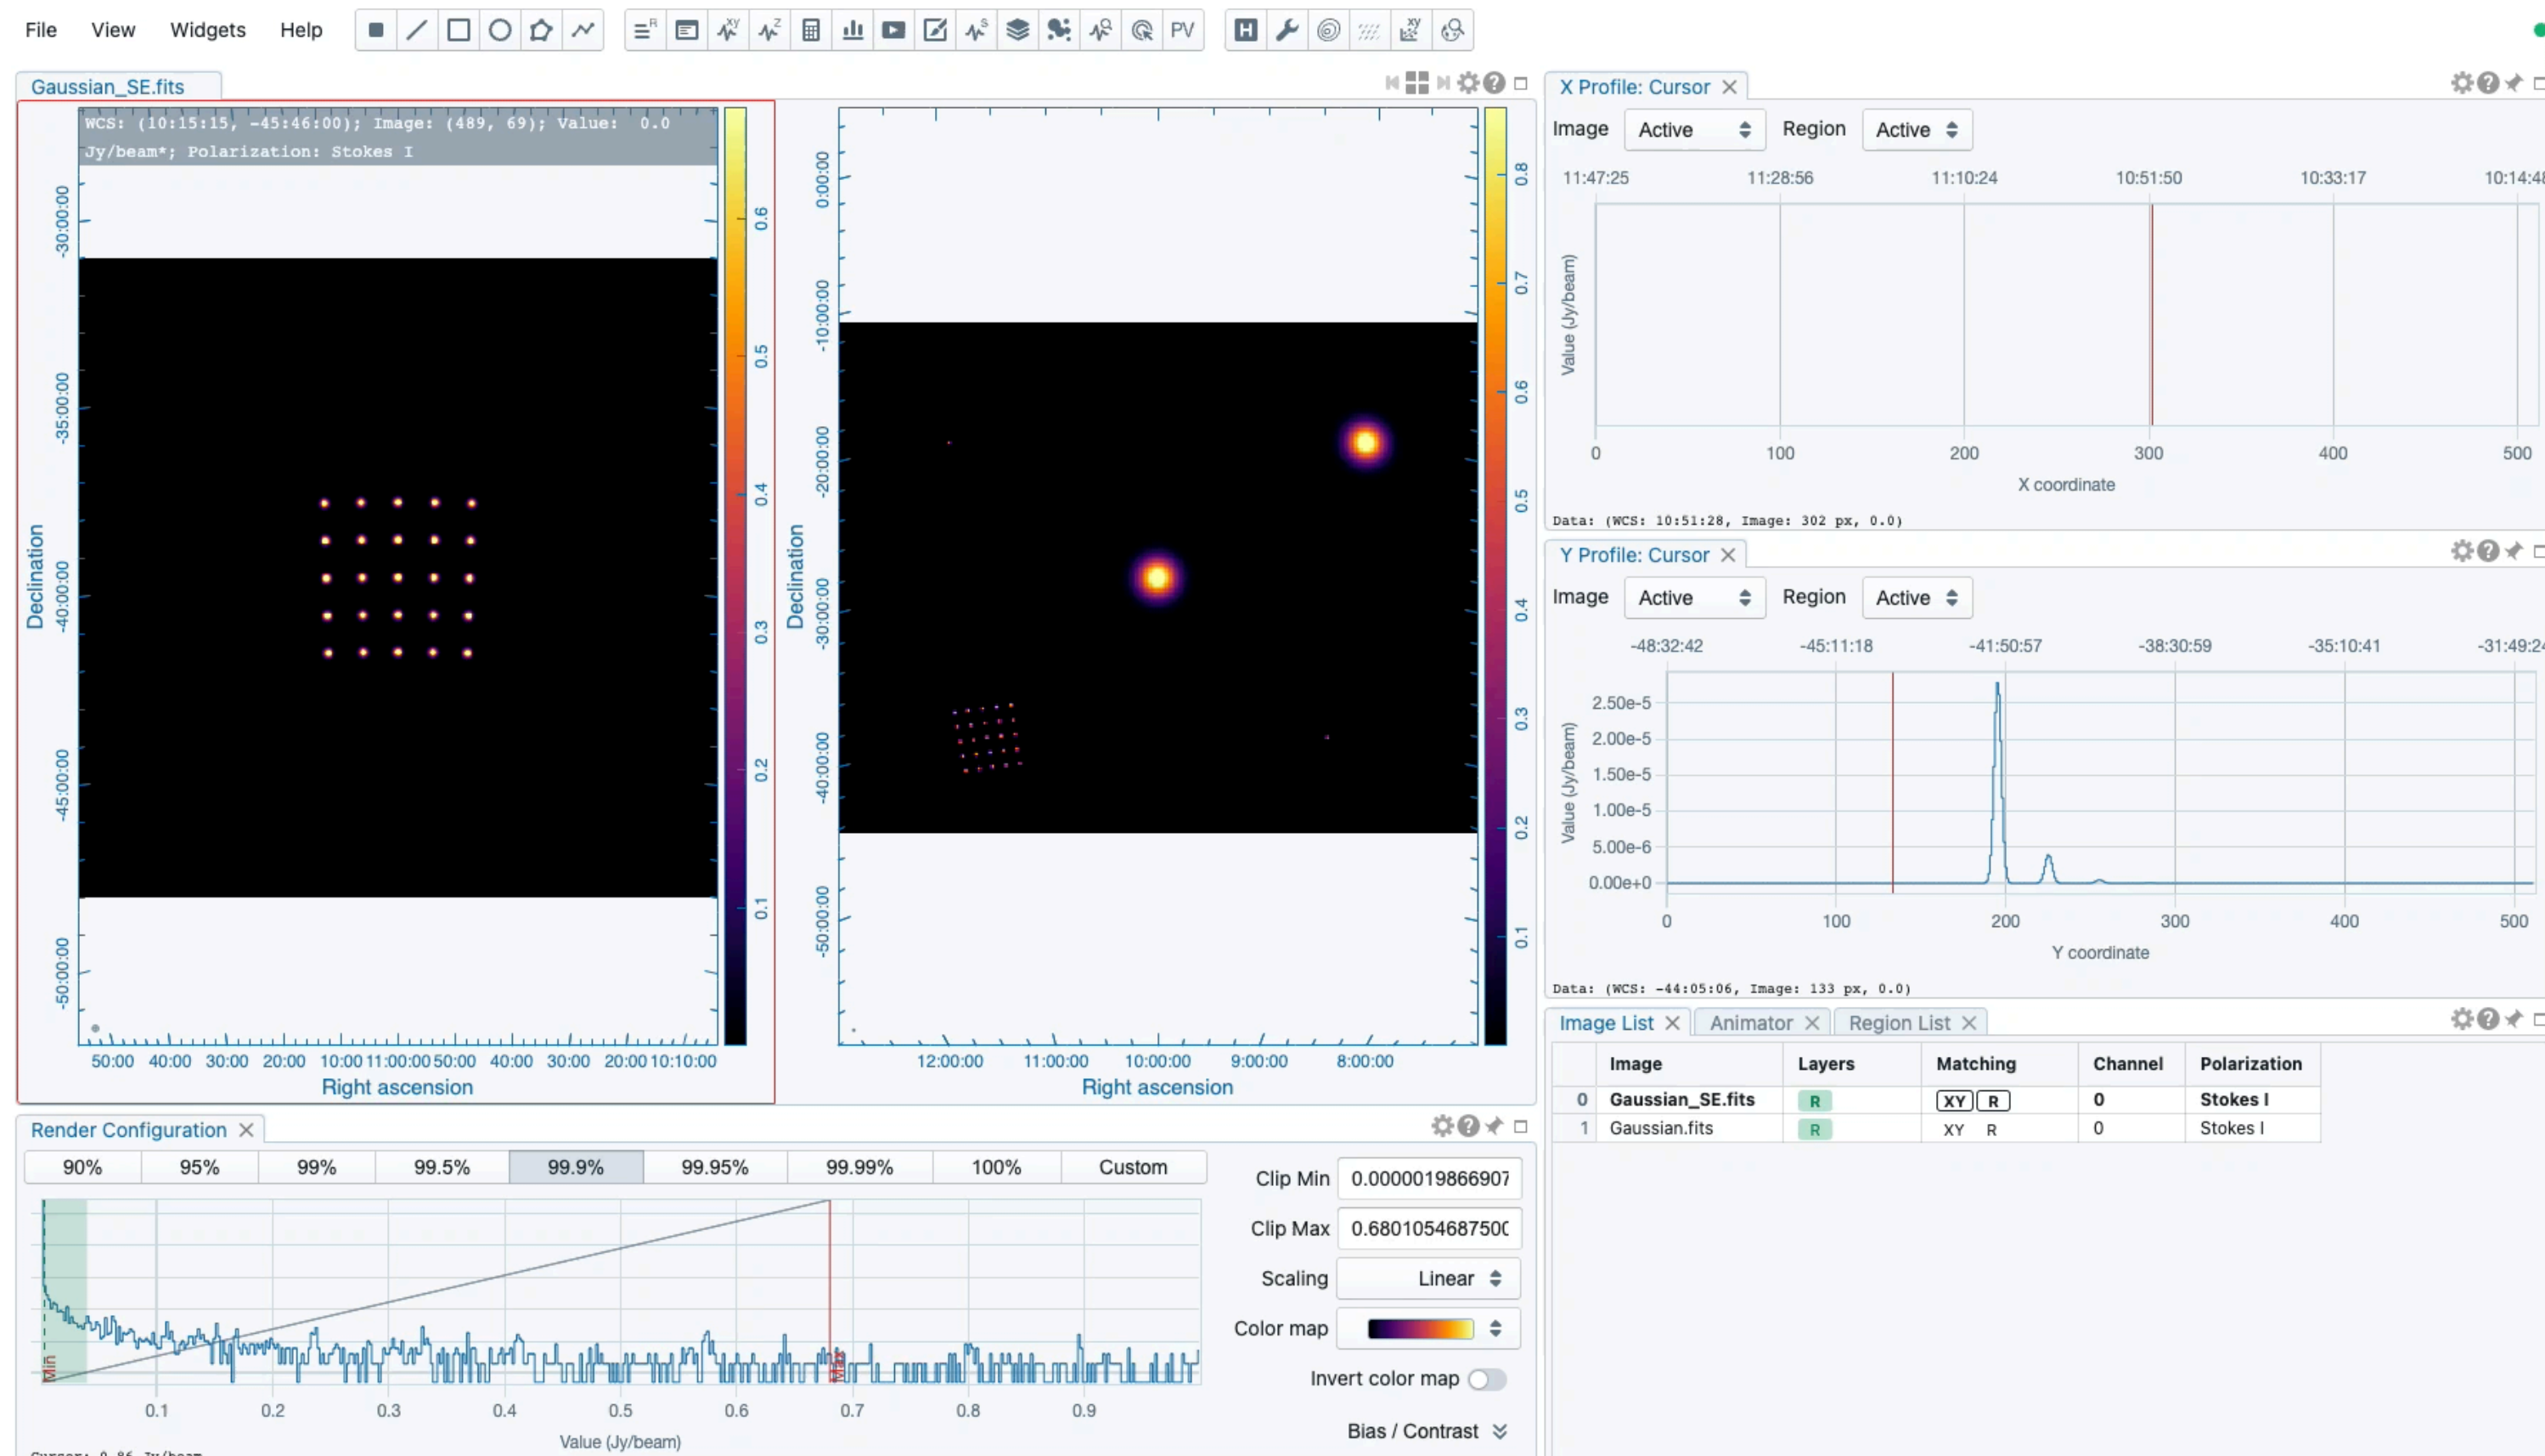 File View Widgets Help
R XY Z S PV H xy
Gaussian_SE.fits
WCS: (10:15:15, -45:46:00); Image: (489, 69); Value: 0.0
Jy/beam*; Polarization: Stokes I
Declination
-30:00:00
-35:00:00
-40:00:00
-45:00:00
-50:00:00
0.6
0.5
0.4
0.3
0.2
0.1
50:00 40:00 30:00 20:00 10:00 11:00:00 50:00 40:00 30:00 20:00 10:10:00
Right ascension
Declination
0:00:00
-10:00:00
-20:00:00
-30:00:00
-40:00:00
-50:00:00
0.8
0.7
0.6
0.5
0.4
0.3
0.2
0.1
12:00:00 11:00:00 10:00:00 9:00:00 8:00:00
Right ascension
X Profile: Cursor
Image Active Region Active
11:47:25 11:28:56 11:10:24 10:51:50 10:33:17 10:14:48
Value (Jy/beam)
0 100 200 300 400 500
X coordinate
Data: (WCS: 10:51:28, Image: 302 px, 0.0)
Y Profile: Cursor
Image Active Region Active
-48:32:42 -45:11:18 -41:50:57 -38:30:59 -35:10:41 -31:49:24
Value (Jy/beam)
2.50e-5
2.00e-5
1.50e-5
1.00e-5
5.00e-6
0.00e+0
0 100 200 300 400 500
Y coordinate
Data: (WCS: -44:05:06, Image: 133 px, 0.0)
Image List Animator Region List
Image Layers Matching Channel Polarization
0 Gaussian_SE.fits R XY R 0 Stokes I
1 Gaussian.fits R XY R 0 Stokes I
Render Configuration
90% 95% 99% 99.5% 99.9% 99.95% 99.99% 100% Custom
Min
Max
0.1 0.2 0.3 0.4 0.5 0.6 0.7 0.8 0.9
Value (Jy/beam)
Clip Min 0.0000019866907
Clip Max 0.680105468750
Scaling Linear
Color map
Invert color map
Bias / Contrast